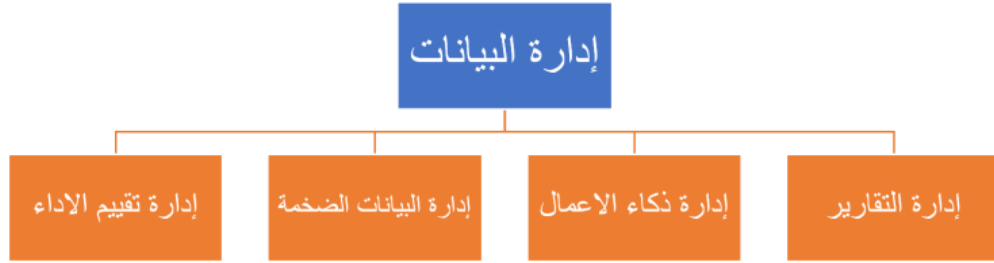 إدارة البيانات
إدارة التقارير
إدارة ذكاء الاعمال
إدارة البيانات الضخمة
إدارة تقييم الاداء